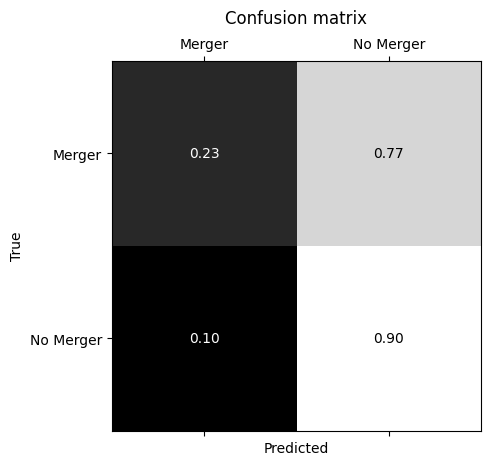 Confusion matrix
Merger No Merger
Merger 0.23 0.77
True
No Merger 0.10 0.90
Predicted